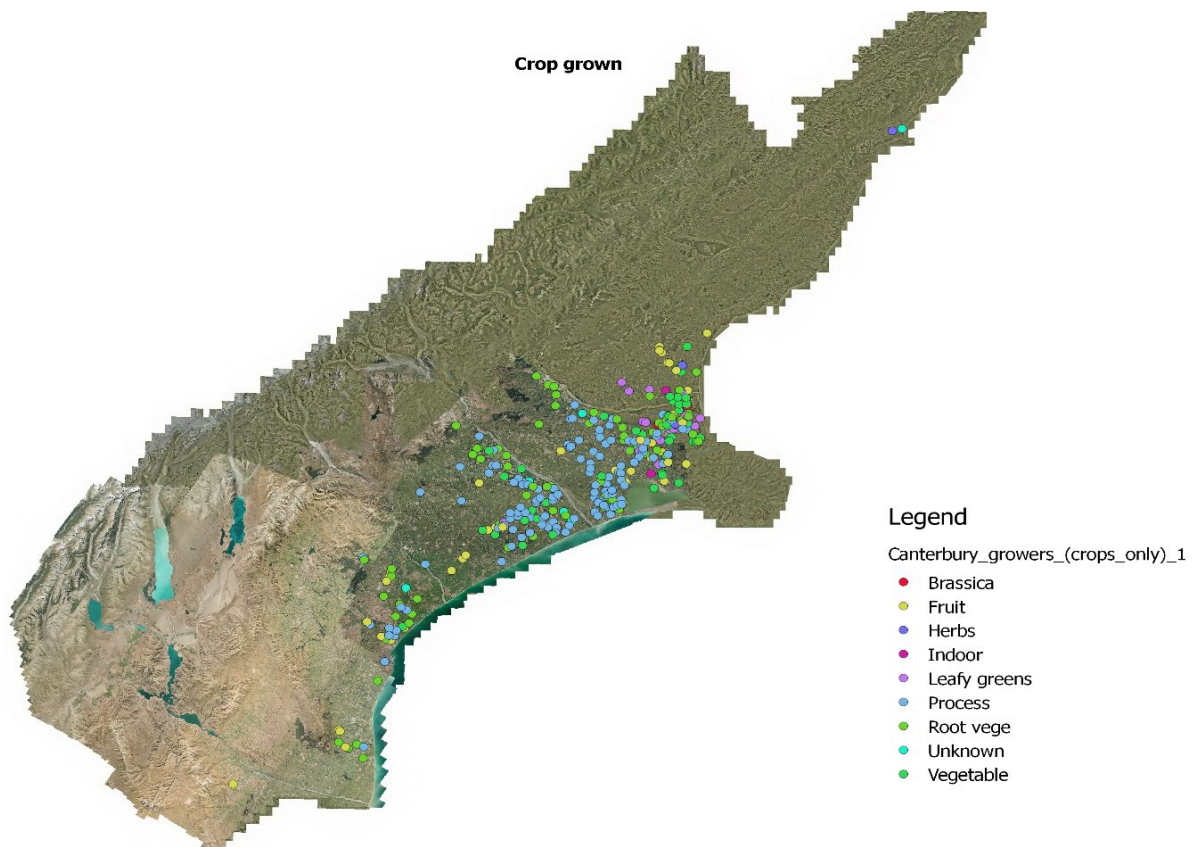 Crop grown
Legend
Canterbury_growers_(crops_only)_1
Brassica
Fruit
Herbs
Indoor
Leafy greens
Process
Root vege
Unknown
Vegetable